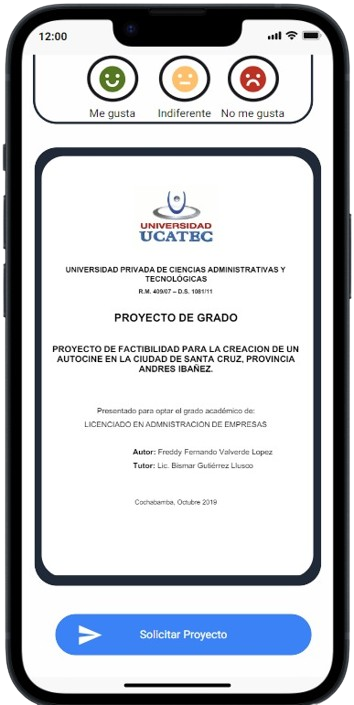 12:00
Me gusta Indiferente No me gusta
UNIVERSIDAD
UCATEC
UNIVERSIDAD PRIVADA DE CIENCIAS ADMINISTRATIVAS Y
TECNOLÓGICAS
R.M. 409/07 – D.S. 1081/11
PROYECTO DE GRADO
PROYECTO DE FACTIBILIDAD PARA LA CREACION DE UN
AUTOCINE EN LA CIUDAD DE SANTA CRUZ, PROVINCIA
ANDRES IBAÑEZ.
Presentado para optar el grado académico de:
LICENCIADO EN ADMNISTRACION DE EMPRESAS
Autor: Freddy Fernando Valverde Lopez
Tutor: Lic. Bismar Gutiérrez Llusco
Cochabamba, Octubre 2019
Solicitar Proyecto